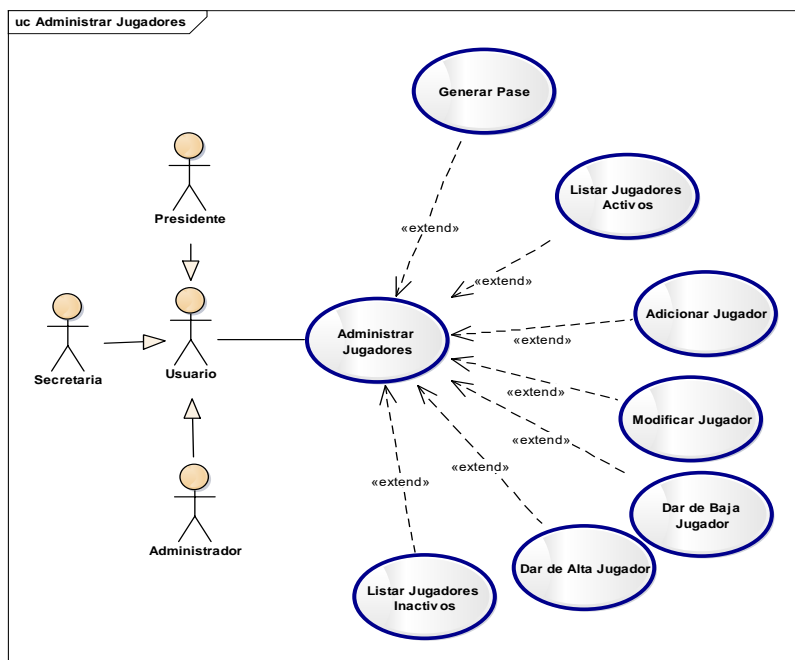 uc Administrar Jugadores
Generar Pase
Listar Jugadores
Activos
Presidente
«extend»
«extend»
Adicionar Jugador
Administrar
Jugadores
«extend»
Secretaria
Usuario
«extend»
Modificar Jugador
«extend»
«extend»
«extend»
Dar de Baja
Jugador
Administrador
Dar de Alta Jugador
Listar Jugadores
Inactivos